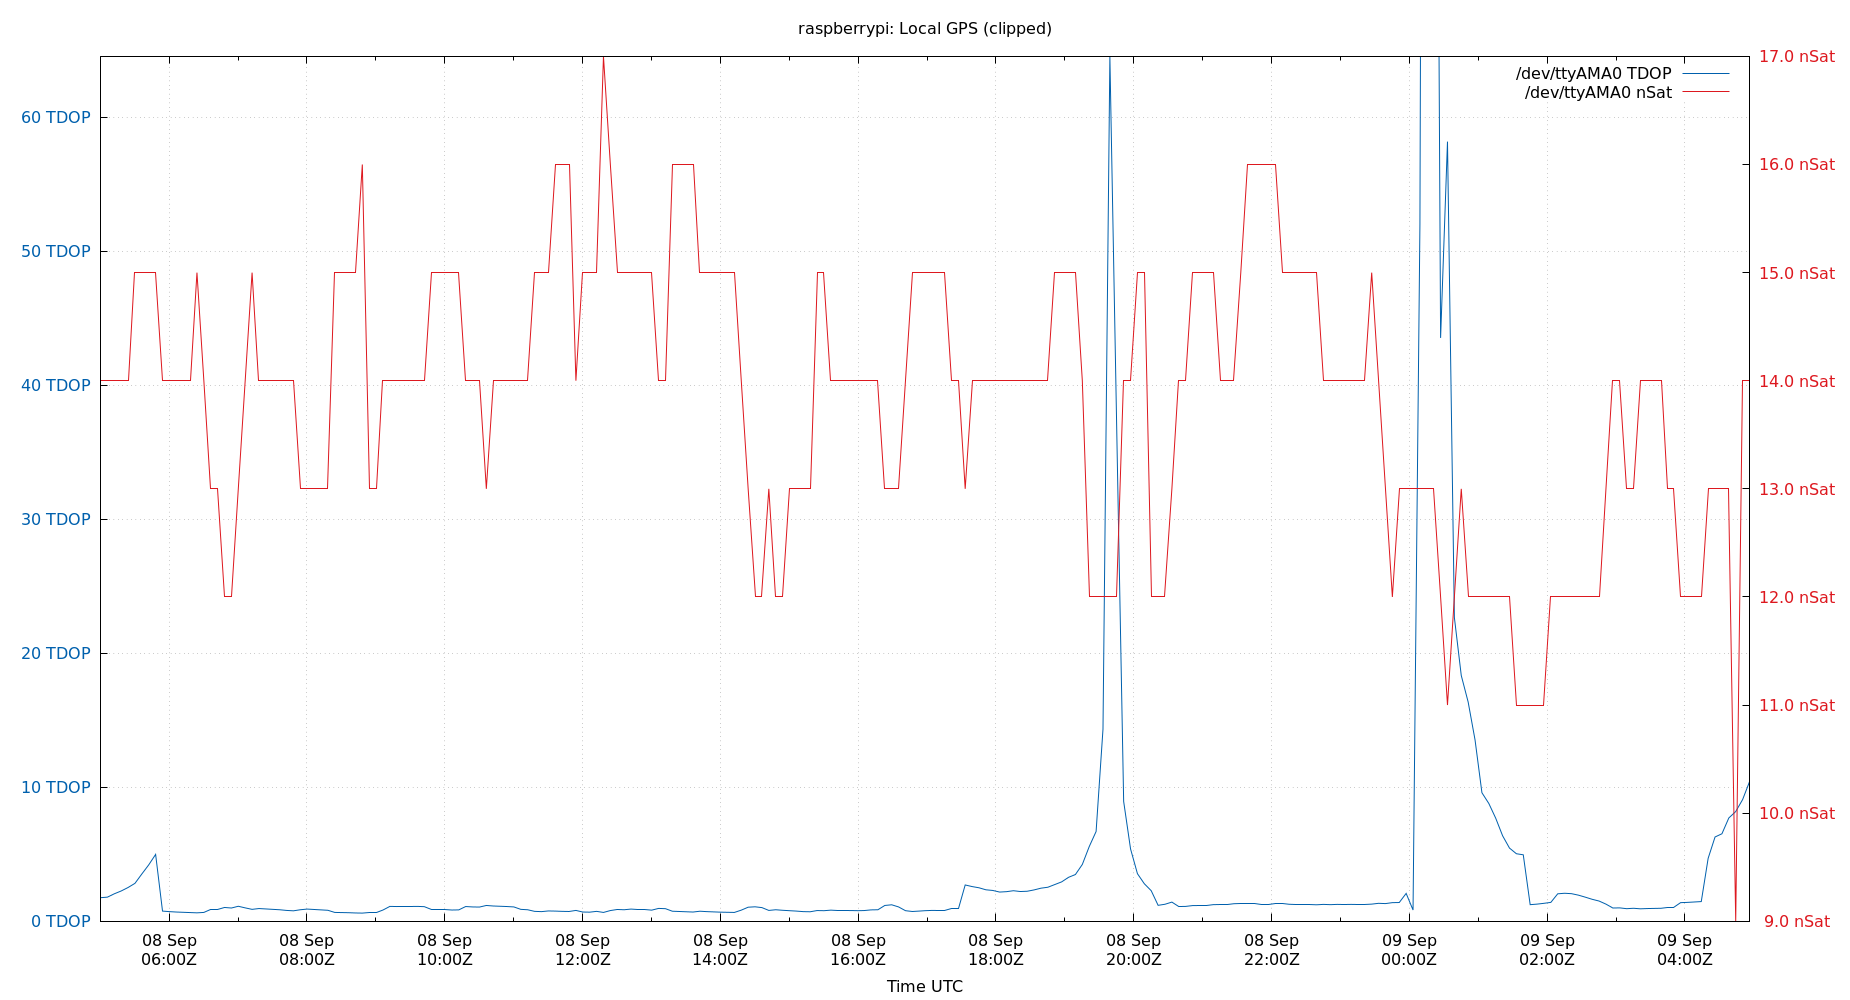 raspberrypi: Local GPS (clipped)
/dev/ttyAMA0 TDOP
/dev/ttyAMA0 nSat
60 TDOP
50 TDOP
40 TDOP
30 TDOP
20 TDOP
10 TDOP
0 TDOP
17.0 nSat
16.0 nSat
15.0 nSat
14.0 nSat
13.0 nSat
12.0 nSat
11.0 nSat
10.0 nSat
9.0 nSat
08 Sep
06:00Z
08 Sep
08:00Z
08 Sep
10:00Z
08 Sep
12:00Z
08 Sep
14:00Z
08 Sep
16:00Z
08 Sep
18:00Z
08 Sep
20:00Z
08 Sep
22:00Z
09 Sep
00:00Z
09 Sep
02:00Z
09 Sep
04:00Z
Time UTC